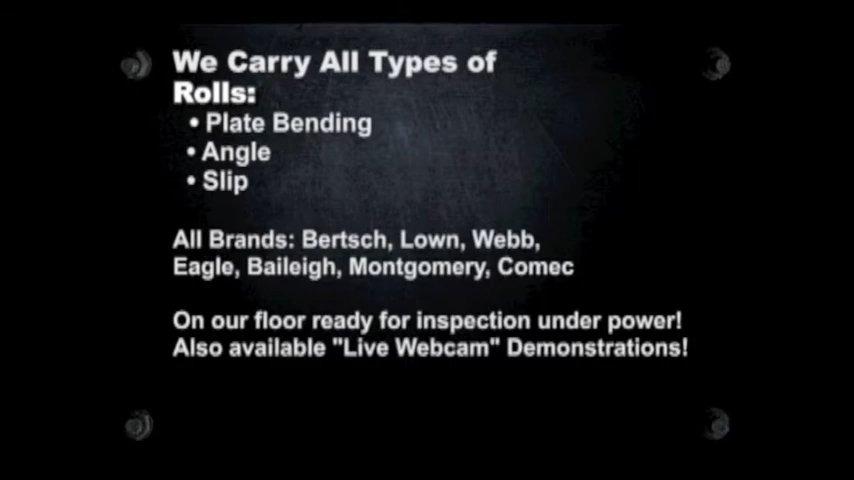 We Carry All Types of
Rolls:
• Plate Bending
• Angle
• Slip
All Brands: Bertsch, Lown, Webb,
Eagle, Baileigh, Montgomery, Comec
On our floor ready for inspection under power!
Also available "Live Webcam" Demonstrations!